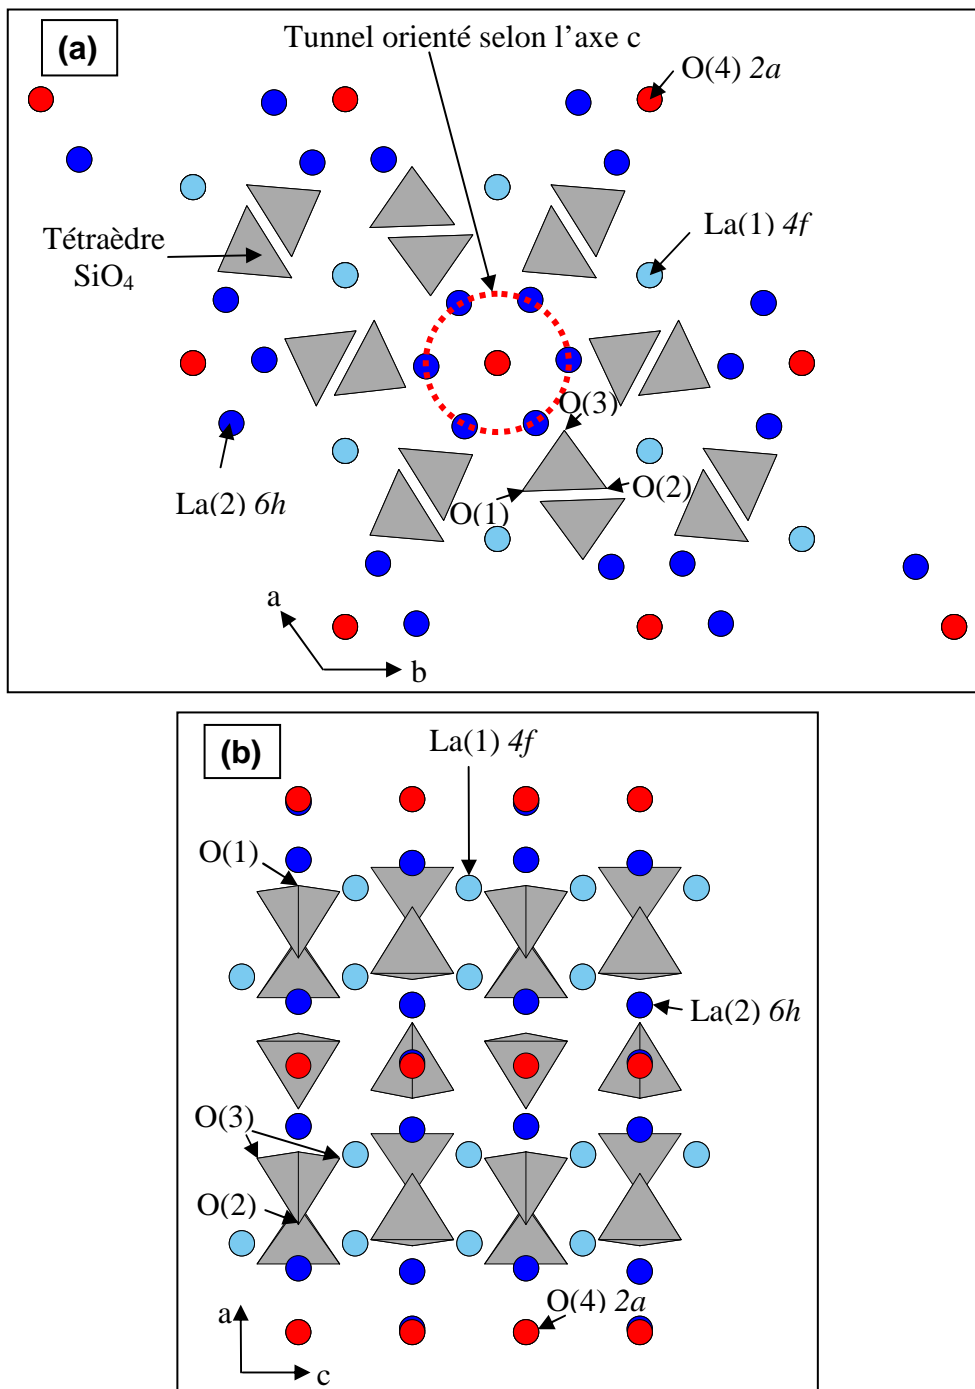 (a)
Tunnel orienté selon l'axe c
O(4) 2a
Tétraèdre
SiO4
La(1) 4f
O(3)
La(2) 6h
O(1)
O(2)
a
b
(b)
La(1) 4f
O(1)
La(2) 6h
O(3)
O(2)
O(4) 2a
a
c